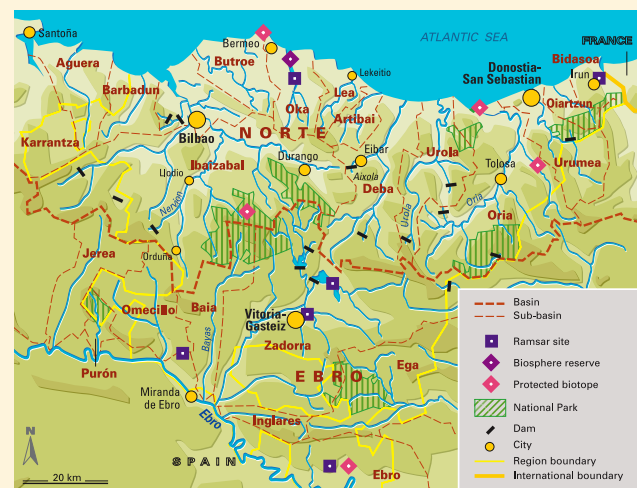 Santoña
Bermeo
ATLANTIC SEA
FRANCE
Aguera
Butroe
Lekeitio
Donostia-
San Sebastian
Bidasoa
Irun
Barbadun
Oka
Lea
Artibai
Oiartzun
Karrantza
Bilbao
NORTE
Ibaizabal
Durango
Eibar
Aixola
Urola
Tolosa
Urumea
Llodio
Nervion
Deba
Urola
Oria
Oria
Jerea
Orduña
Omecillo
Baia
Bayas
Vitoria-
Gasteiz
Zadorra
Purón
Miranda
de Ebro
Ebro
EBRO
Ega
Inglares
SPAIN
Ebro
N
20 km
Basin
Sub-basin
Ramsar site
Biosphere reserve
Protected biotope
National Park
Dam
City
Region boundary
International boundary